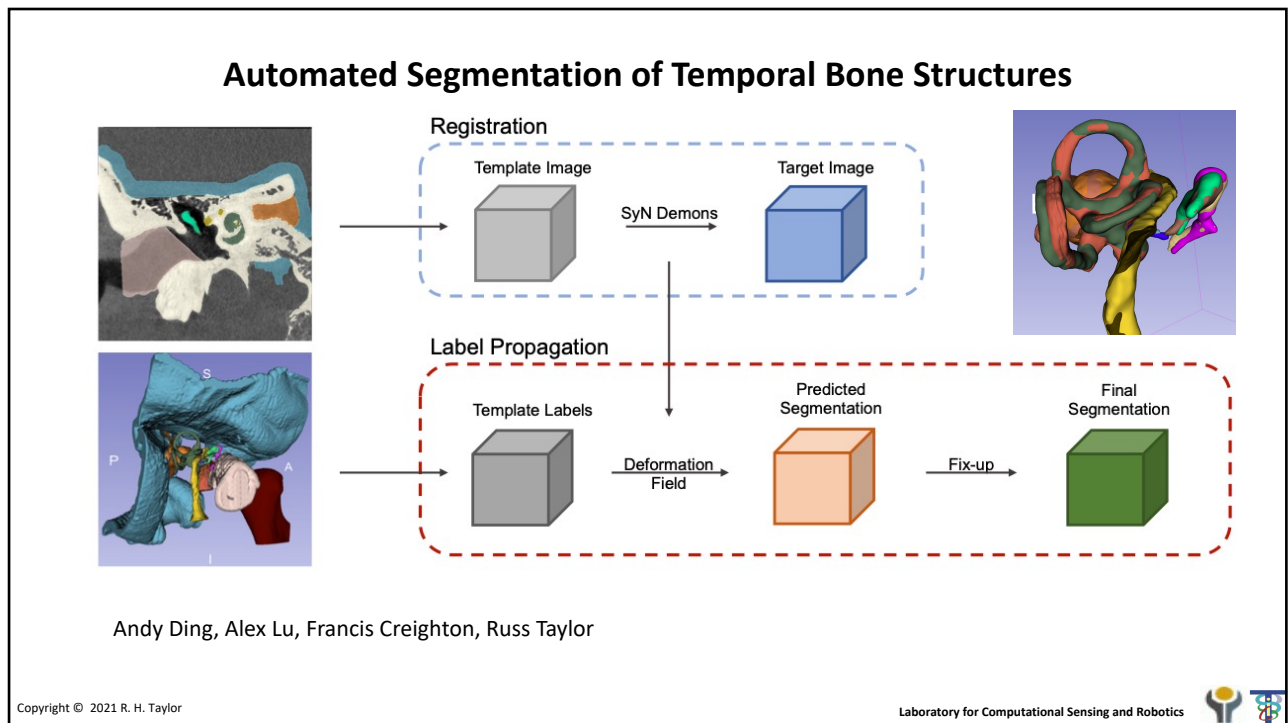 Automated Segmentation of Temporal Bone Structures
Registration
Template Image
Target Image
SyN Demons
Label Propagation
S
P
A
I
Template Labels
Deformation
Field
Predicted
Segmentation
Fix-up
Final
Segmentation
Andy Ding, Alex Lu, Francis Creighton, Russ Taylor
Copyright © 2021 R. H. Taylor
Laboratory for Computational Sensing and Robotics